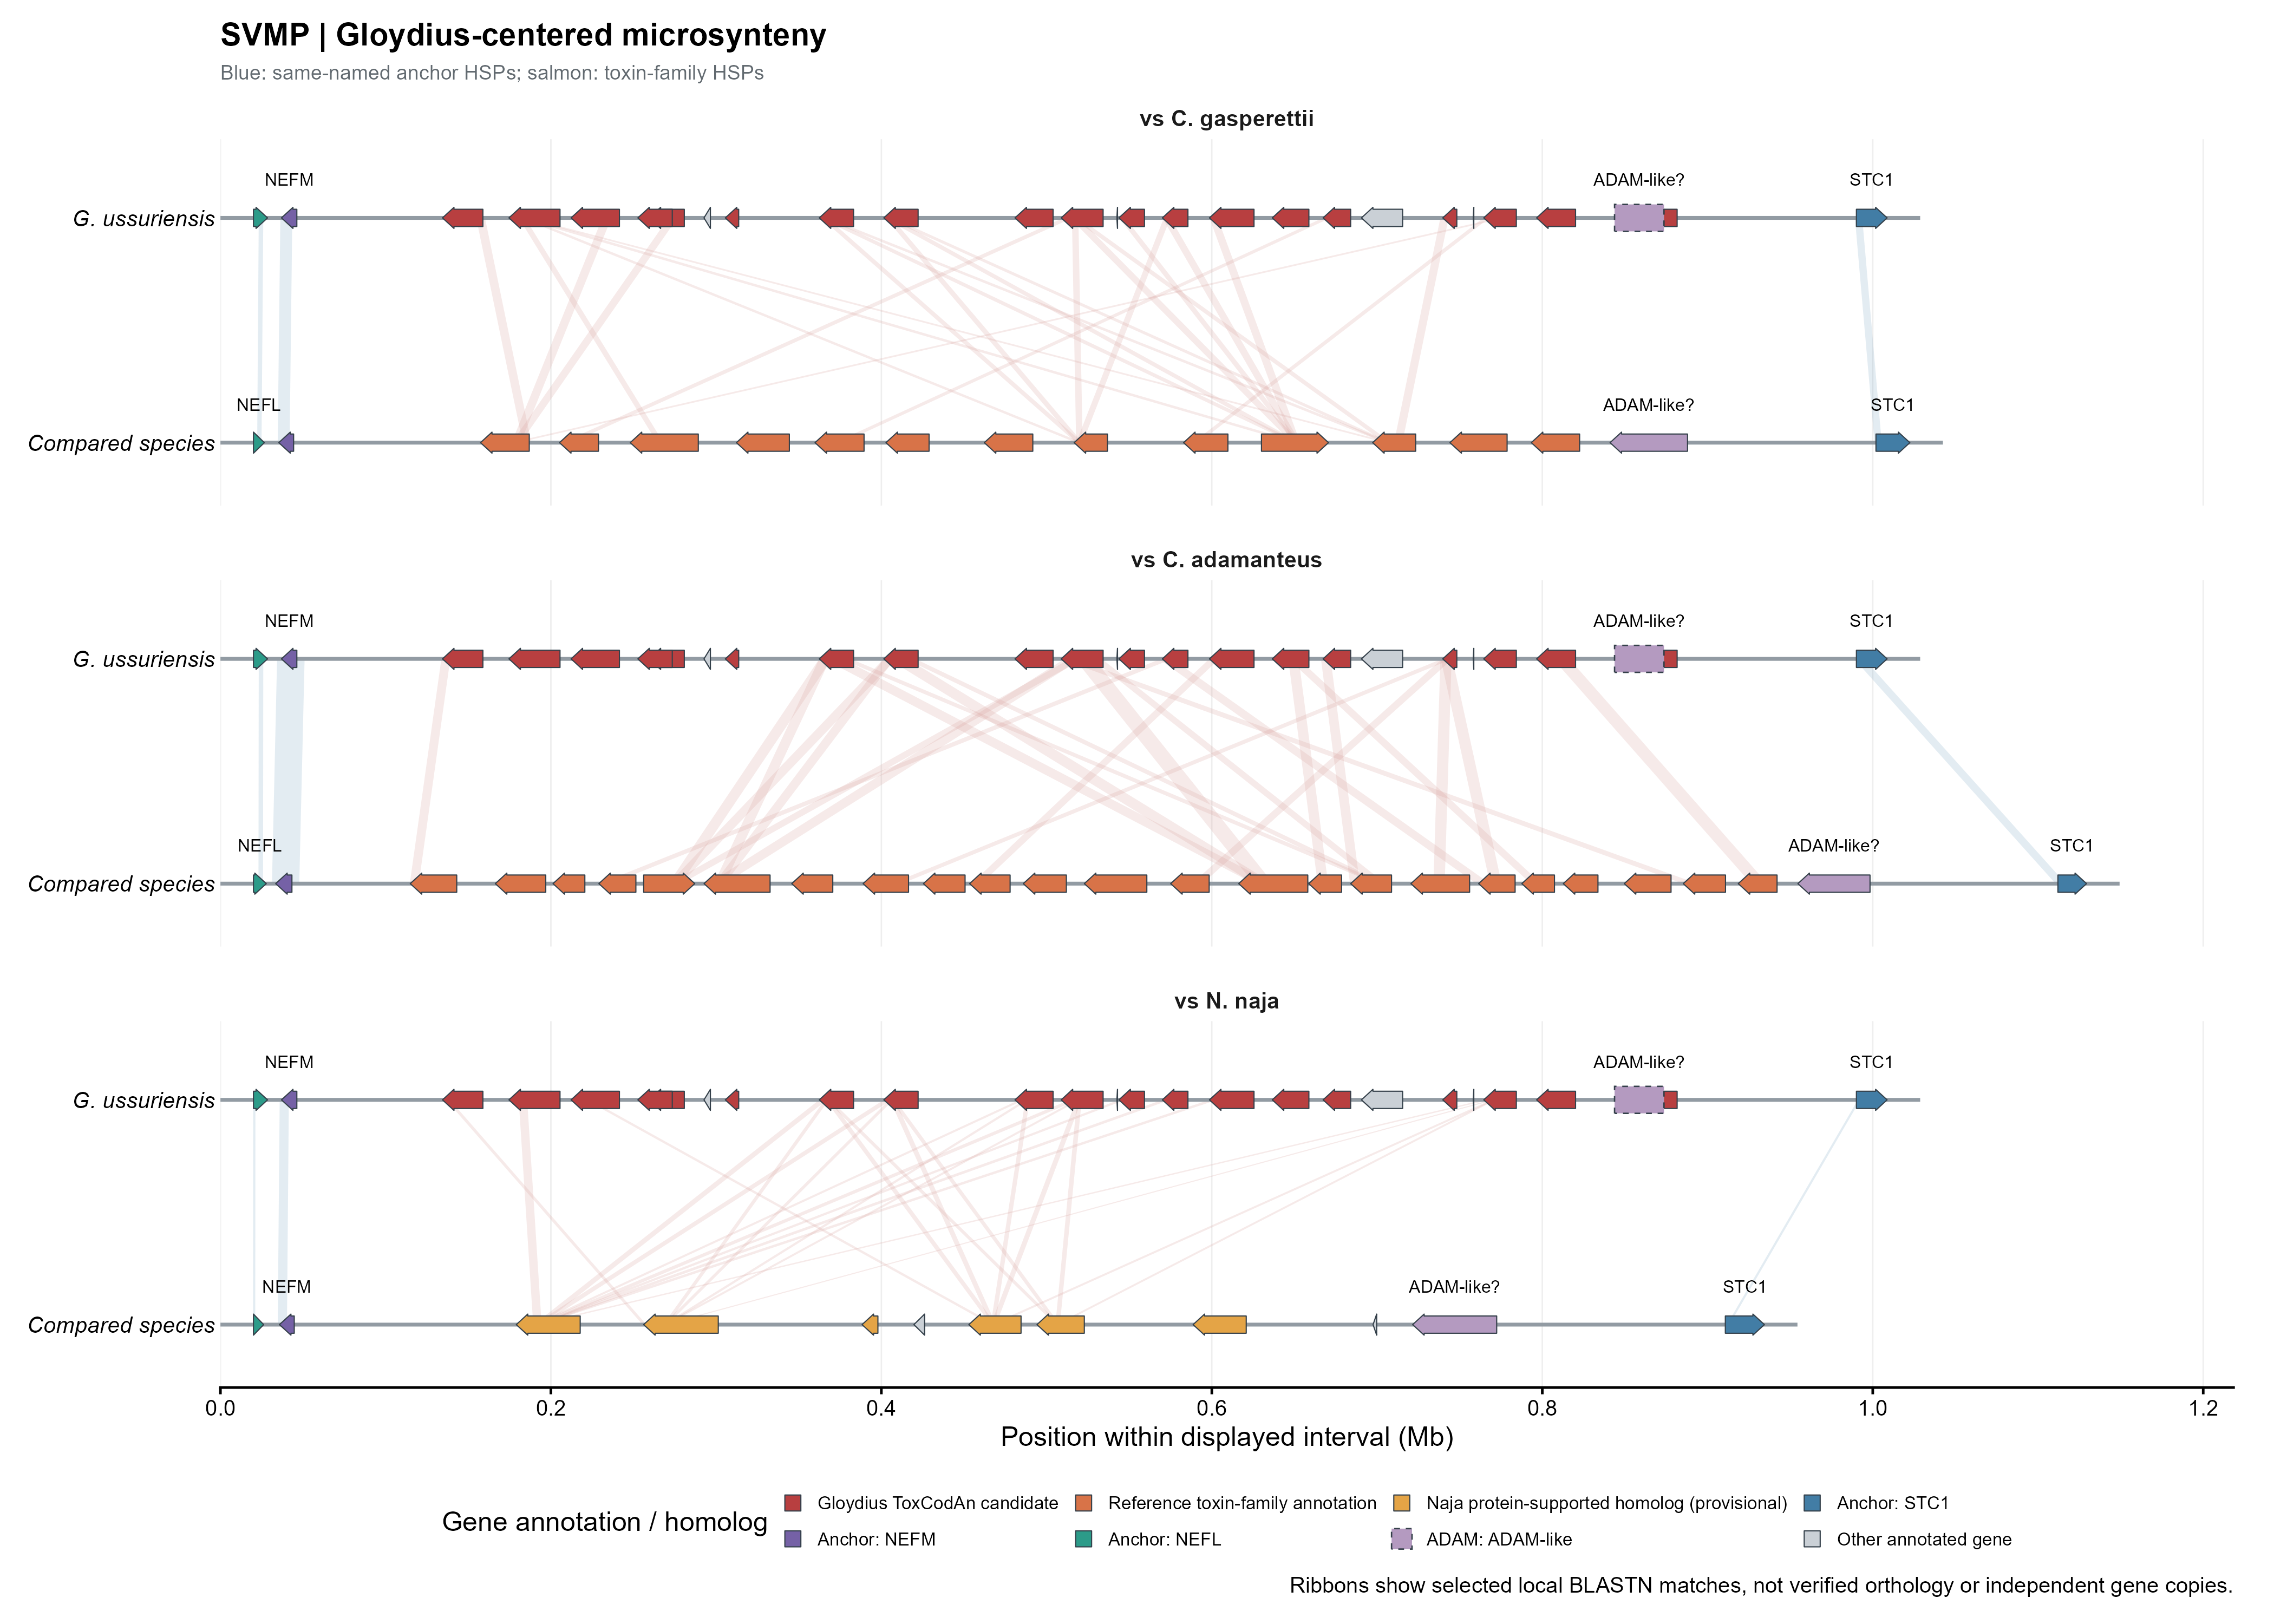 SVMP | Gloydius-centered microsynteny
Blue: same-named anchor HSPs; salmon: toxin-family HSPs
vs C. gasperettii
NEFM
ADAM-like?
STC1
G. ussuriensis
NEFL
ADAM-like?
STC1
Compared species
vs C. adamanteus
NEFM
ADAM-like?
STC1
G. ussuriensis
NEFL
ADAM-like?
STC1
Compared species
vs N. naja
NEFM
ADAM-like?
STC1
G. ussuriensis
NEFM
ADAM-like?
STC1
Compared species
0.0 0.2 0.4 0.6 0.8 1.0 1.2
Position within displayed interval (Mb)
Gene annotation / homolog
Gloydius ToxCodAn candidate
Reference toxin-family annotation
Naja protein-supported homolog (provisional)
Anchor: STC1
Anchor: NEFM
Anchor: NEFL
ADAM: ADAM-like
Other annotated gene
Ribbons show selected local BLASTN matches, not verified orthology or independent gene copies.